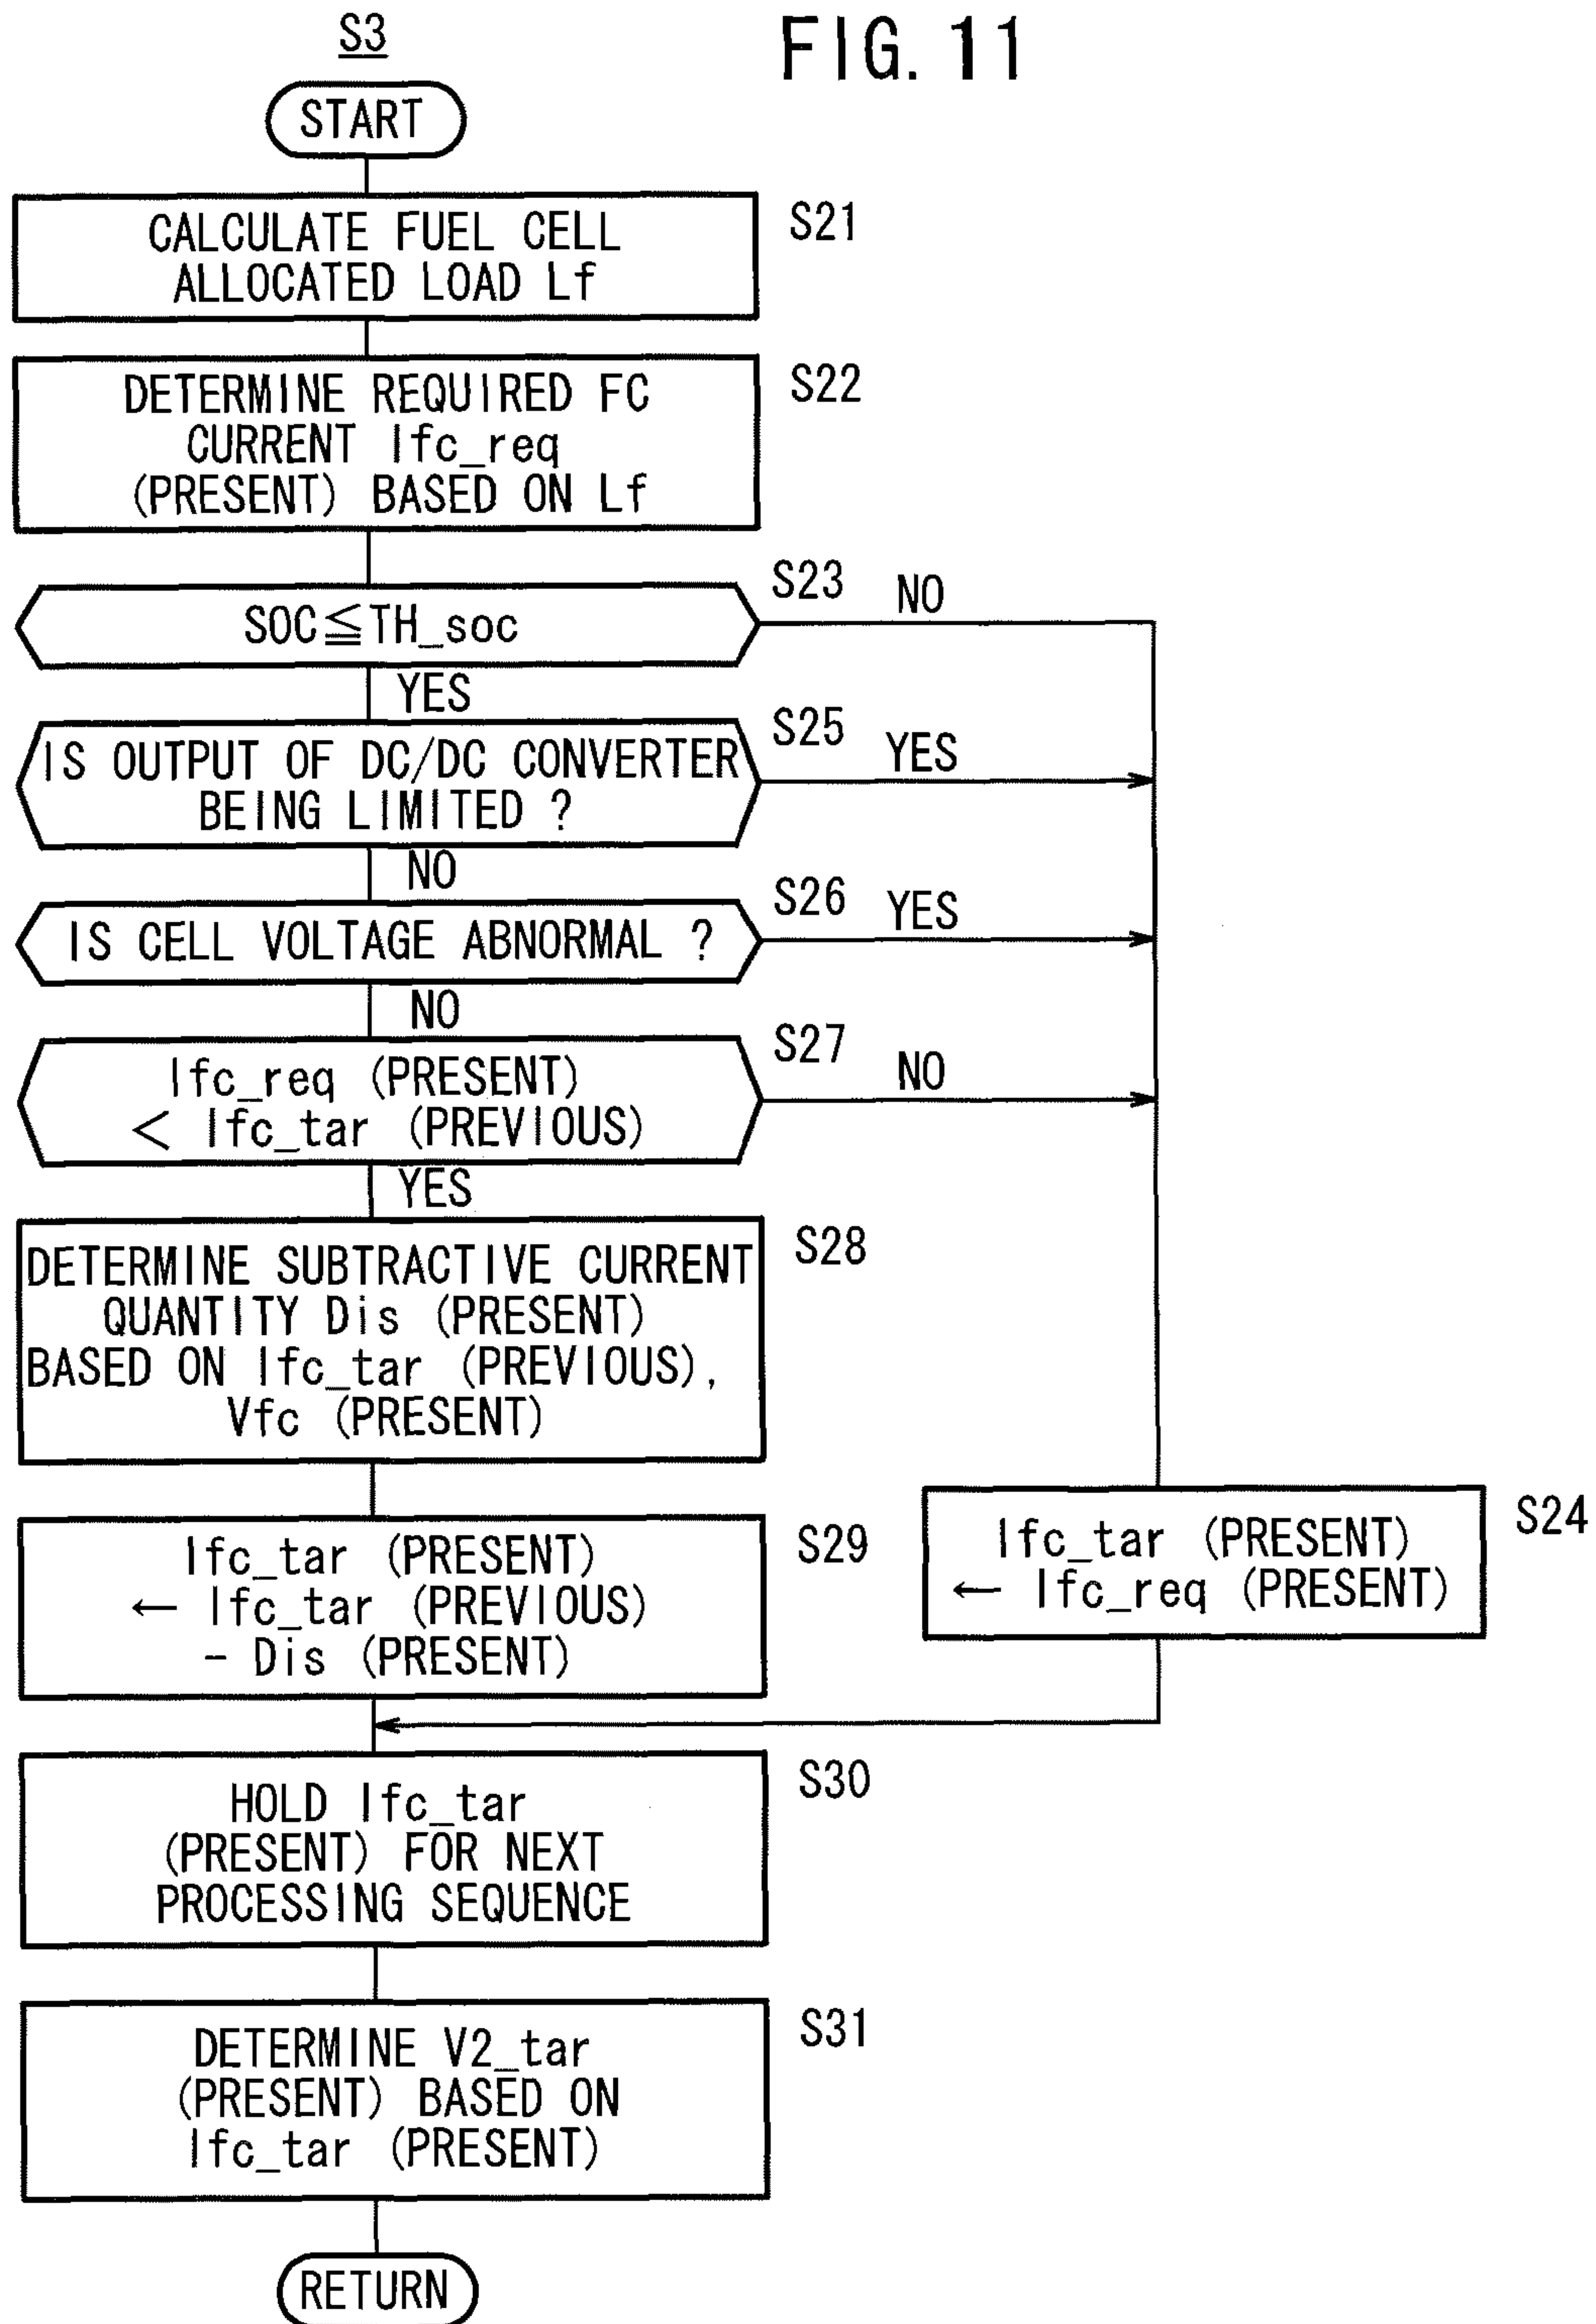 S3
FIG. 11
START
S21
CALCULATE FUEL CELL
ALLOCATED LOAD Lf
S22
DETERMINE REQUIRED FC
CURRENT Ifc_req
(PRESENT) BASED ON Lf
S23
NO
SOC≦TH_soc
YES
S25
YES
IS OUTPUT OF DC/DC CONVERTER
BEING LIMITED ?
NO
S26
YES
IS CELL VOLTAGE ABNORMAL ?
NO
S27
NO
Ifc_req (PRESENT)
< Ifc_tar (PREVIOUS)
YES
S28
DETERMINE SUBTRACTIVE CURRENT
QUANTITY Dis (PRESENT)
BASED ON Ifc_tar (PREVIOUS),
Vfc (PRESENT)
S29
Ifc_tar (PRESENT)
← Ifc_tar (PREVIOUS)
- Dis (PRESENT)
S24
Ifc_tar (PRESENT)
← Ifc_req (PRESENT)
S30
HOLD Ifc_tar
(PRESENT) FOR NEXT
PROCESSING SEQUENCE
S31
DETERMINE V2_tar
(PRESENT) BASED ON
Ifc_tar (PRESENT)
RETURN